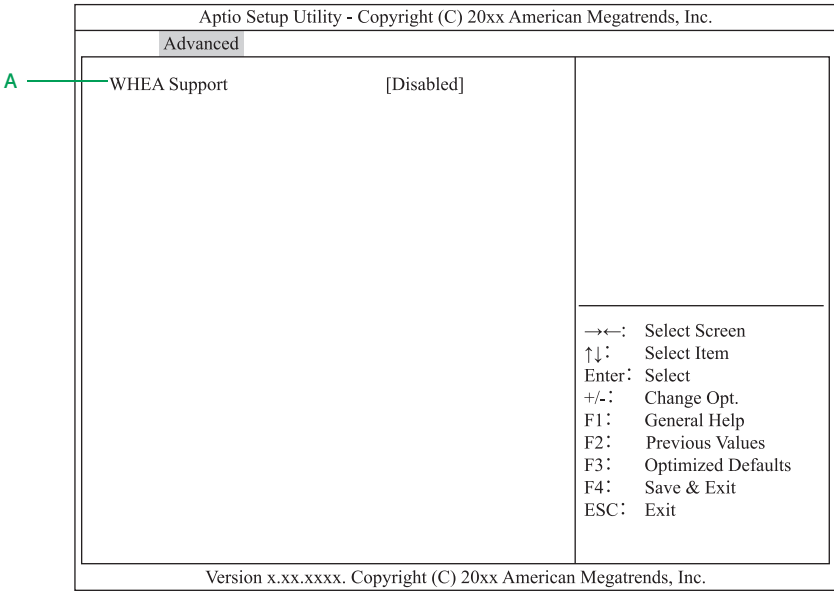 Aptio Setup Utility - Copyright (C) 20xx American Megatrends, Inc.
Advanced
A
WHEA Support [Disabled]
→←: Select Screen
↑↓: Select Item
Enter: Select
+/-: Change Opt.
F1: General Help
F2: Previous Values
F3: Optimized Defaults
F4: Save & Exit
ESC: Exit
Version x.xx.xxxx. Copyright (C) 20xx American Megatrends, Inc.